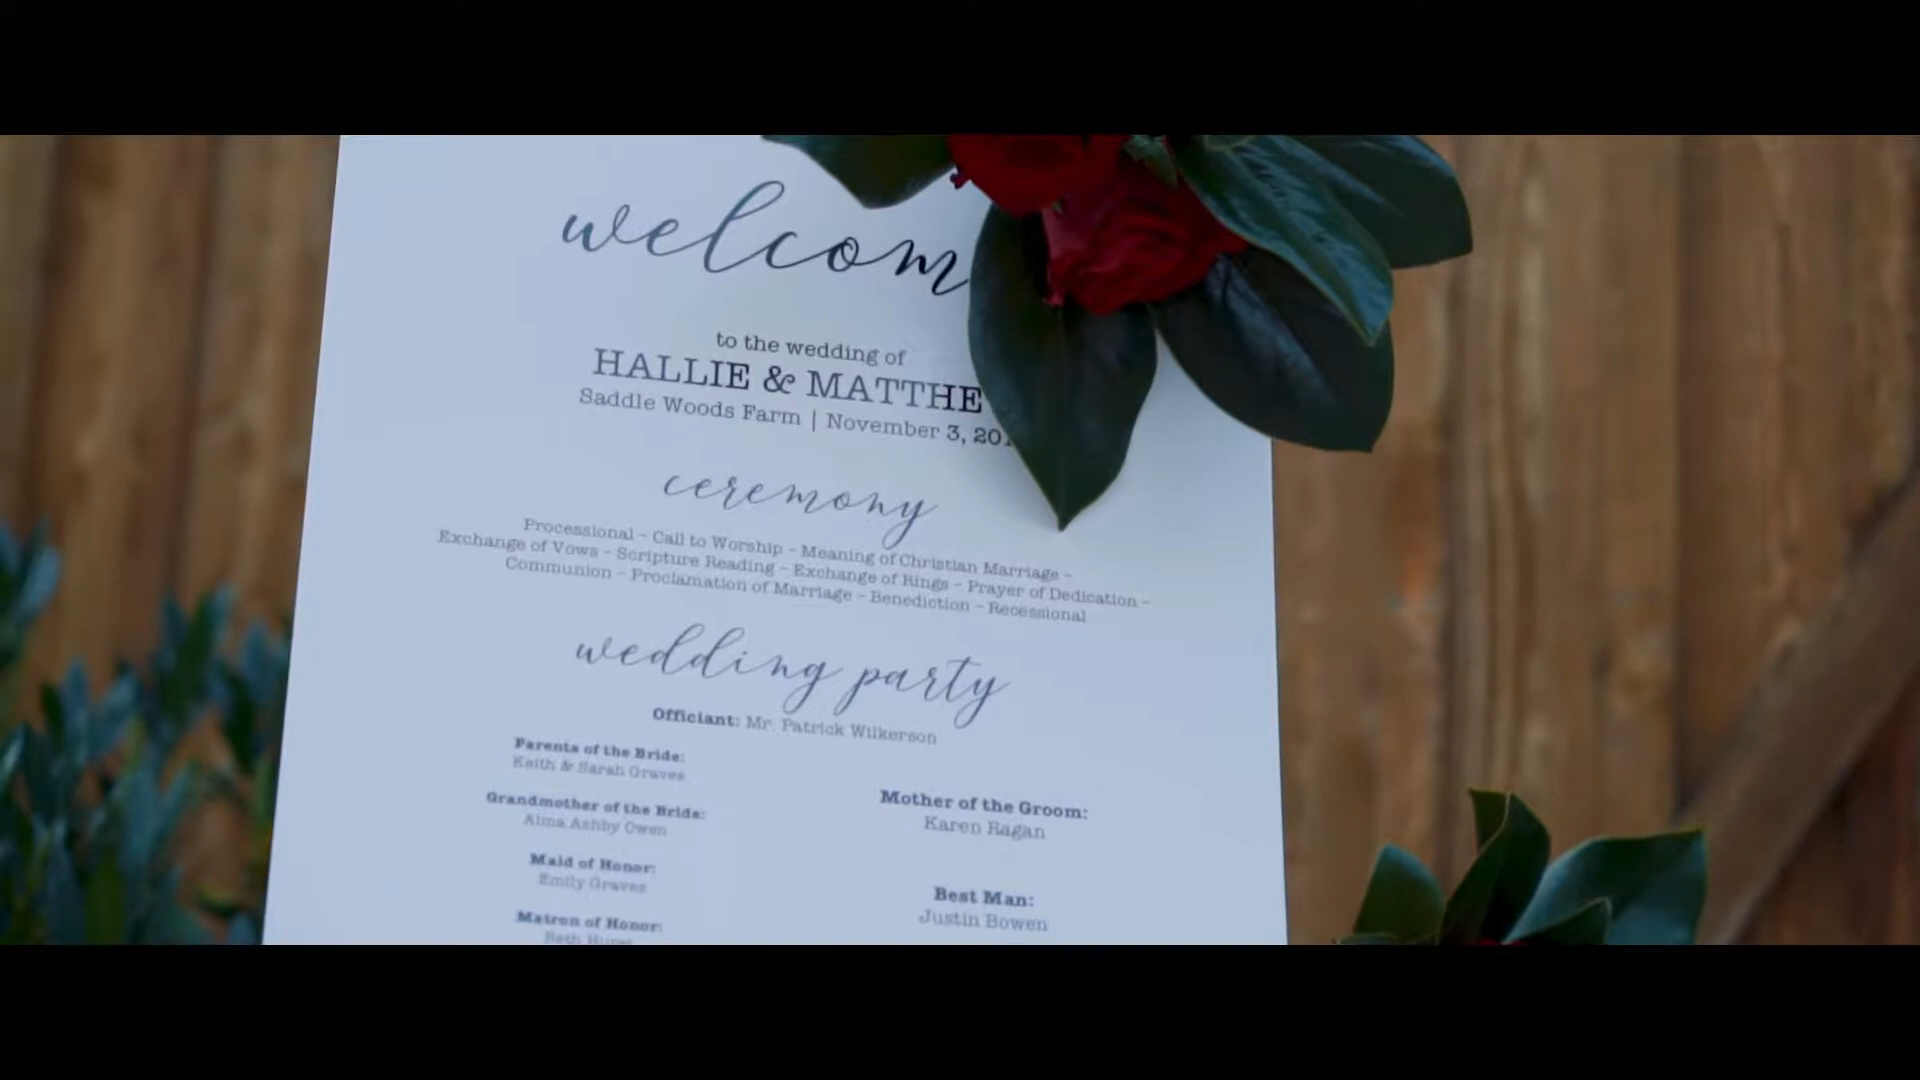 welcom
to the wedding of
HALLIE & MATTHE
Saddle Woods Farm | November 3, 201
ceremony
Processional - Call to Worship - Meaning of Christian Marriage -
Exchange of Vows - Scripture Reading - Exchange of Rings - Prayer of Dedication -
Communion - Proclamation of Marriage - Benediction - Recessional
wedding party
Officiant: Mr. Patrick Wilkerson
Parents of the Bride:
Keith & Sarah Graves
Grandmother of the Bride:
Alma Ashby Owen
Maid of Honor:
Emily Graves
Matron of Honor:
Beth Hurst
Mother of the Groom:
Karen Ragan
Best Man:
Justin Bowen